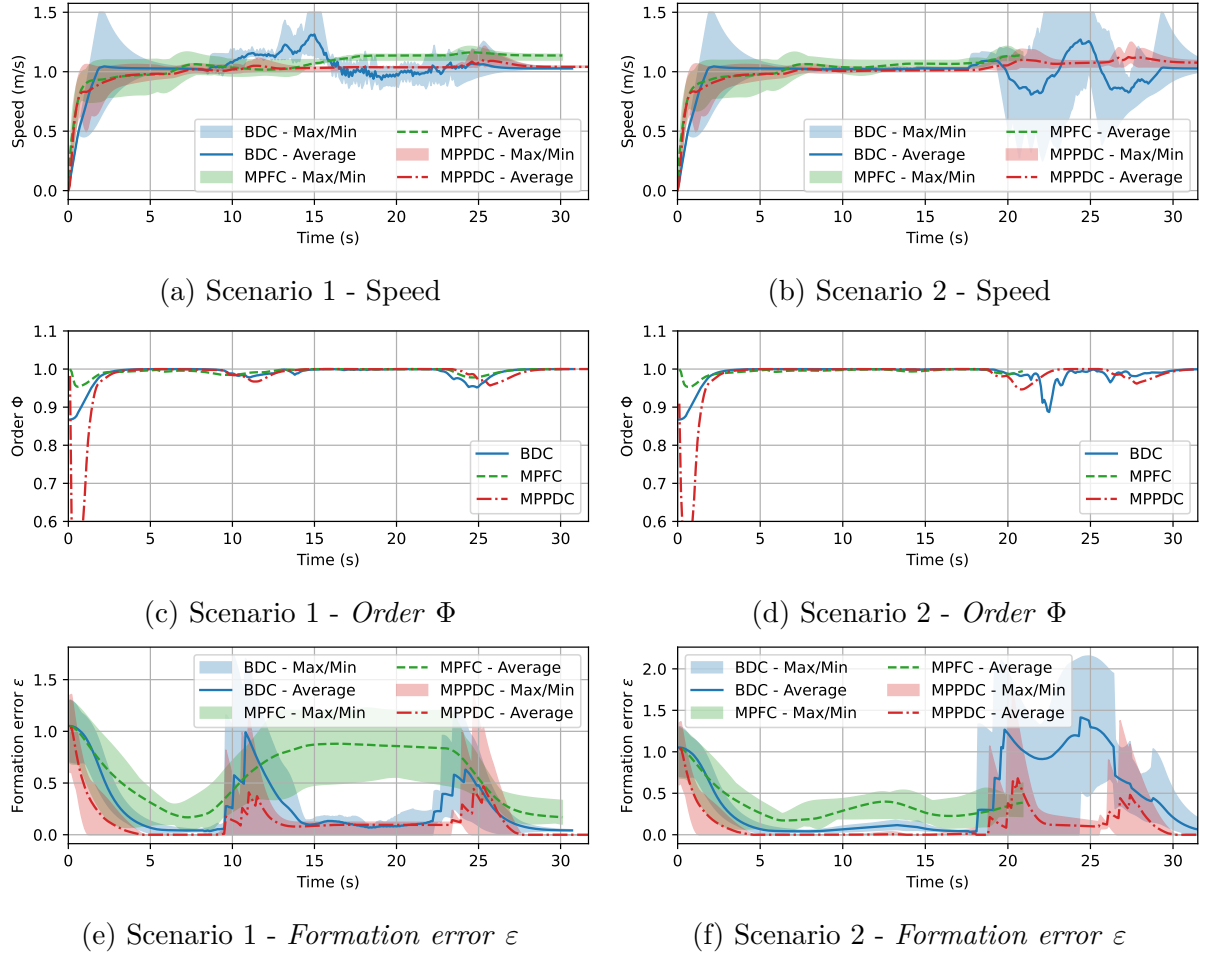 1.5
1.0
0.5
0.0
Speed (m/s)
BDC - Max/Min
BDC - Average
MPFC - Max/Min
MPFC - Average
MPPDC - Max/Min
MPPDC - Average
0 5 10 15 20 25 30
Time (s)
(a) Scenario 1 - Speed
1.5
1.0
0.5
0.0
Speed (m/s)
BDC - Max/Min
BDC - Average
MPFC - Max/Min
MPFC - Average
MPPDC - Max/Min
MPPDC - Average
0 5 10 15 20 25 30
Time (s)
(b) Scenario 2 - Speed
1.1
1.0
0.9
0.8
0.7
0.6
Order Φ
BDC
MPFC
MPPDC
0 5 10 15 20 25 30
Time (s)
(c) Scenario 1 - Order Φ
1.1
1.0
0.9
0.8
0.7
0.6
Order Φ
BDC
MPFC
MPPDC
0 5 10 15 20 25 30
Time (s)
(d) Scenario 2 - Order Φ
1.5
1.0
0.5
0.0
Formation error ε
BDC - Max/Min
BDC - Average
MPFC - Max/Min
MPFC - Average
MPPDC - Max/Min
MPPDC - Average
0 5 10 15 20 25 30
Time (s)
(e) Scenario 1 - Formation error ε
2.0
1.5
1.0
0.5
0.0
Formation error ε
BDC - Max/Min
BDC - Average
MPFC - Max/Min
MPFC - Average
MPPDC - Max/Min
MPPDC - Average
0 5 10 15 20 25 30
Time (s)
(f) Scenario 2 - Formation error ε